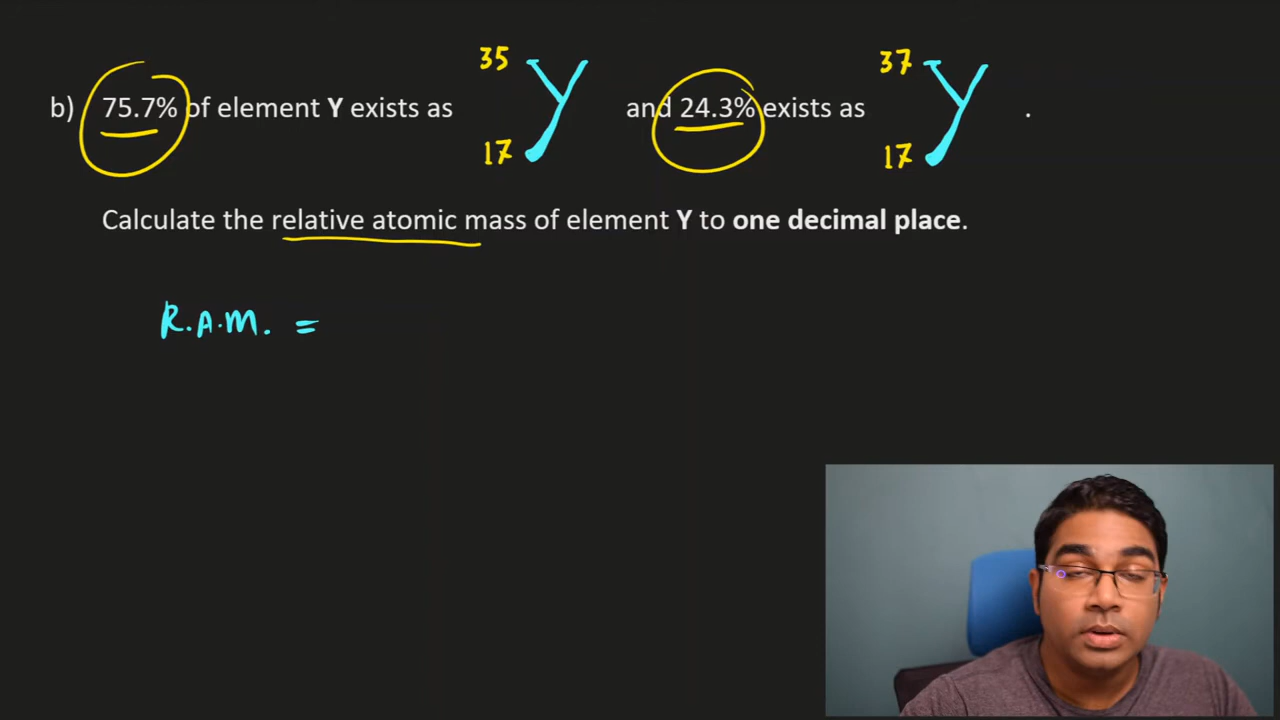 35 37
b) 75.7% of element Y exists as Y and 24.3% exists as Y .
17 17
Calculate the relative atomic mass of element Y to one decimal place.
R.A.M. =